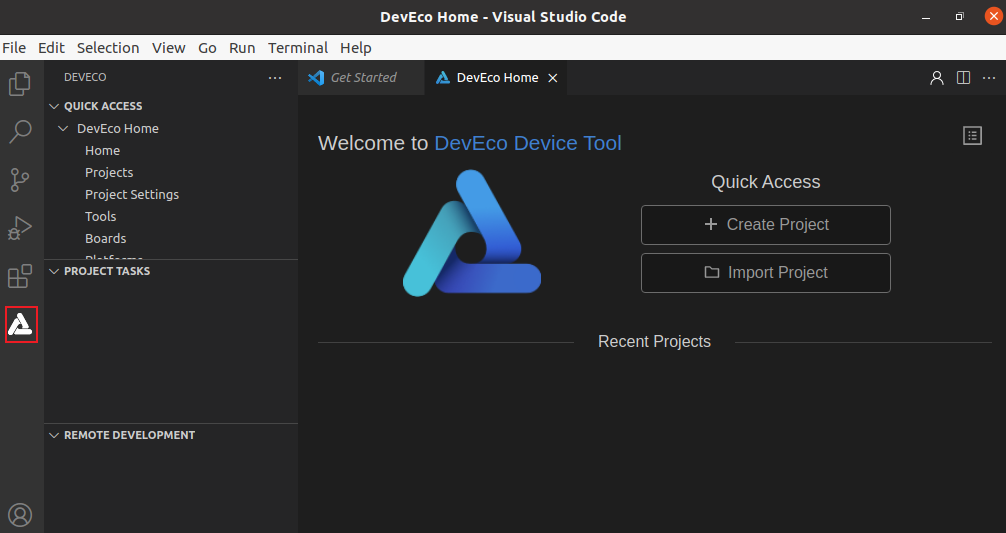 DevEco Home - Visual Studio Code
File Edit Selection View Go Run Terminal Help
DEVECO
Get Started
DevEco Home
QUICK ACCESS
DevEco Home
Home
Projects
Project Settings
Tools
Boards
PROJECT TASKS
REMOTE DEVELOPMENT
Welcome to DevEco Device Tool
Quick Access
Create Project
Import Project
Recent Projects